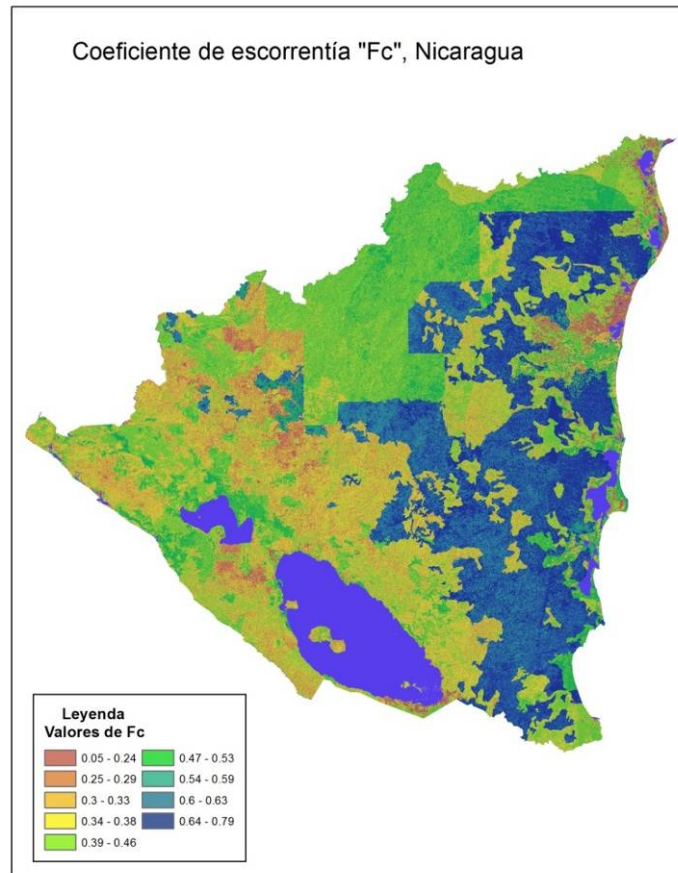 Coeficiente de escorrentía "Fc", Nicaragua
Leyenda
Valores de Fc
0.05 - 0.24
0.25 - 0.29
0.3 - 0.33
0.34 - 0.38
0.39 - 0.46
0.47 - 0.53
0.54 - 0.59
0.6 - 0.63
0.64 - 0.79